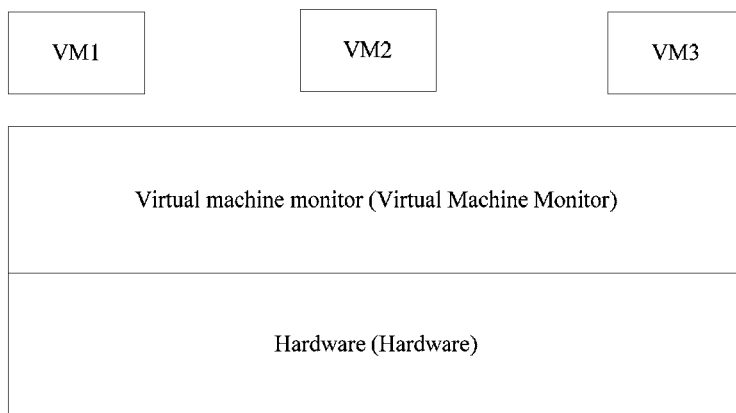 VM1
VM2
VM3
Virtual machine monitor (Virtual Machine Monitor)
Hardware (Hardware)